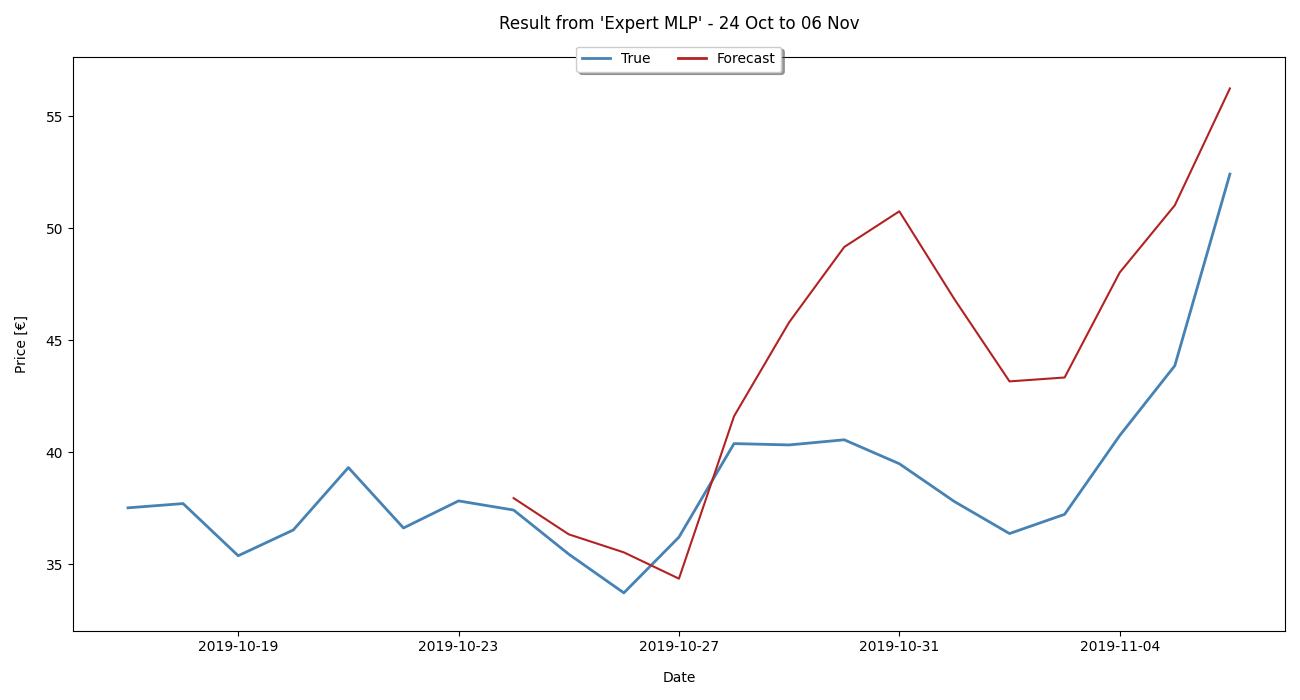 Result from 'Expert MLP' - 24 Oct to 06 Nov
True
Forecast
55
50
45
40
35
Price [€]
2019-10-19
2019-10-23
2019-10-27
2019-10-31
2019-11-04
Date